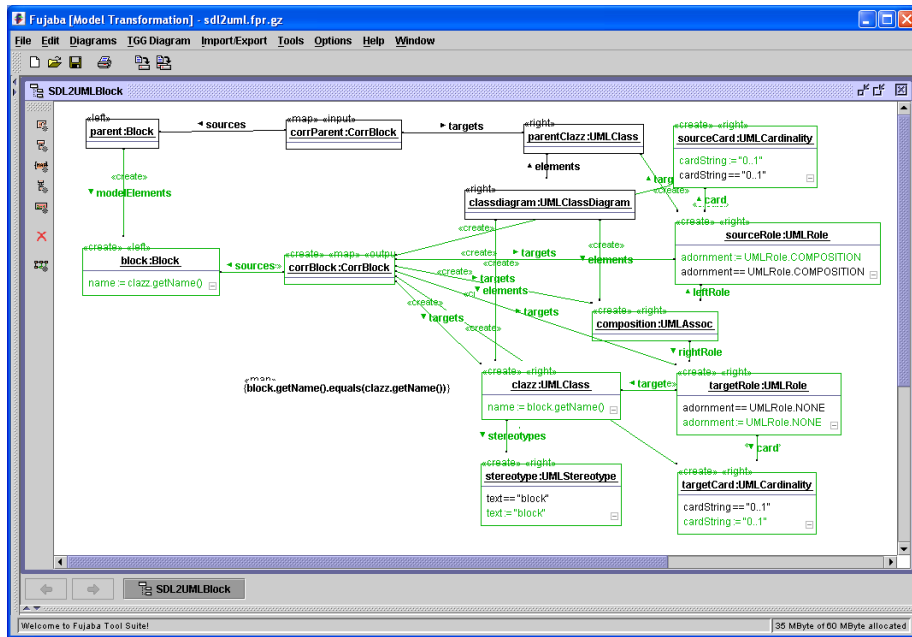 Fujaba [Model Transformation] - sdl2uml.fpr.gz
File Edit Diagrams TGG Diagram Import/Export Tools Options Help Window
SDL2UMLBlock
«left»
parent:Block
◄ sources
«map» «input»
corrParent:CorrBlock
► targets
«right»
parentClazz:UMLClass
«create» «right»
sourceCard:UMLCardinality
cardString := "0..1"
cardString == "0..1"
▲ elements
«create»
▼ modelElements
«right»
classdiagram:UMLClassDiagram
«create»
▲ card
«create» «right»
sourceRole:UMLRole
adornment := UMLRole.COMPOSITION
adornment== UMLRole.COMPOSITION
«create» «left»
block:Block
name := clazz.getName()
◄ sources
«create» «map»
corrBlock:CorrBlock
«create»
► targets
«create»
▼ elements
«create»
► targets
▼ elements
▲ leftRole
«create»
▼ targets
«create»
► targets
«create» «right»
composition:UMLAssoc
▼ rightRole
«map»
{block.getName().equals(clazz.getName())}
«create» «right»
clazz:UMLClass
name := block.getName()
«create» «right»
targetRole:UMLRole
adornment== UMLRole.NONE
adornment := UMLRole.NONE
▼ stereotypes
▼ card
«create» «right»
stereotype:UMLStereotype
text=="block"
text := "block"
«create» «right»
targetCard:UMLCardinality
cardString =="0..1"
cardString := "0..1"
SDL2UMLBlock
Welcome to Fujaba Tool Suite!
35 MByte of 60 MByte allocated